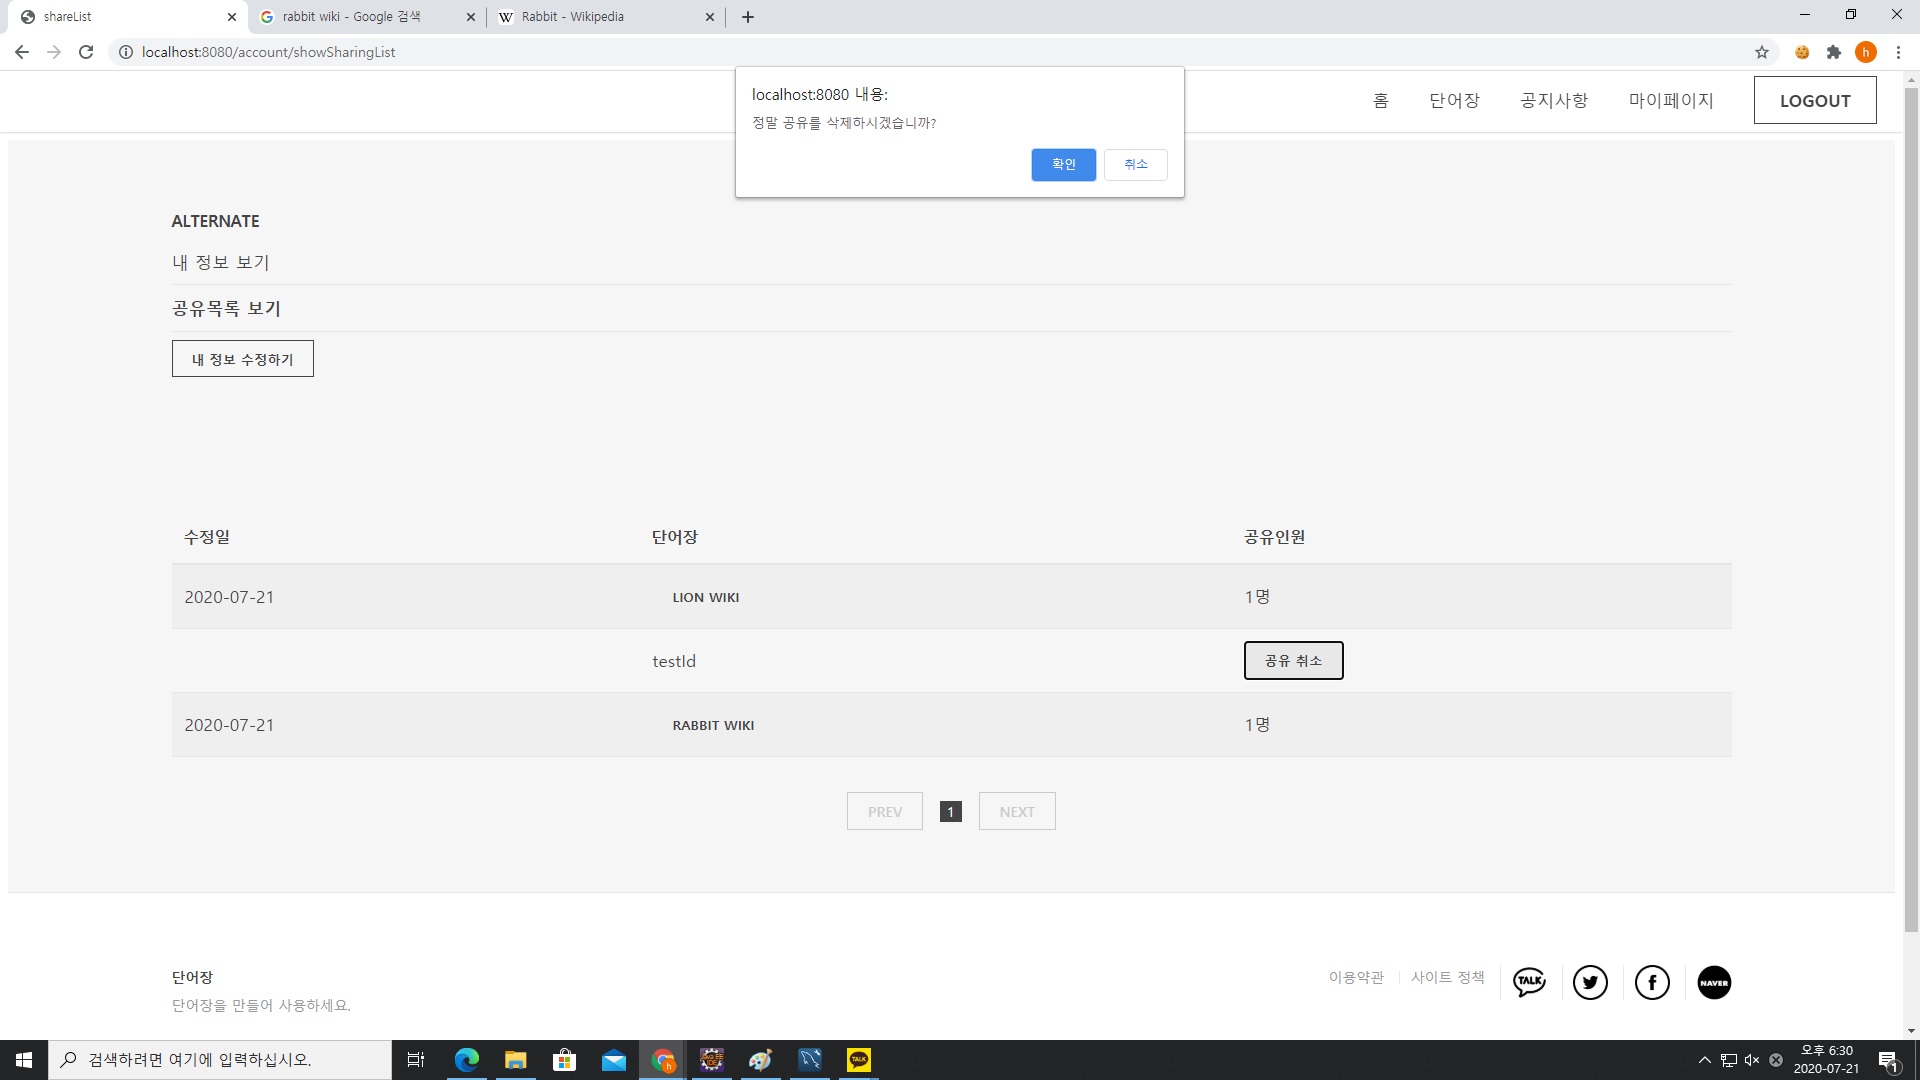 shareList
rabbit wiki - Google 검색
W Rabbit - Wikipedia
localhost:8080/account/showSharingList
h
localhost:8080 내용:
정말 공유를 삭제하시겠습니까?
확인 취소
홈 단어장 공지사항 마이페이지 LOGOUT
ALTERNATE
내 정보 보기
공유목록 보기
내 정보 수정하기
수정일 단어장 공유인원
2020-07-21 LION WIKI 1명
testId 공유 취소
2020-07-21 RABBIT WIKI 1명
PREV 1 NEXT
단어장
단어장을 만들어 사용하세요.
이용약관 사이트 정책 TALK f NAVER
검색하려면 여기에 입력하십시오.
h
Java EE
IDE
TALK
오후 6:30
2020-07-21
1